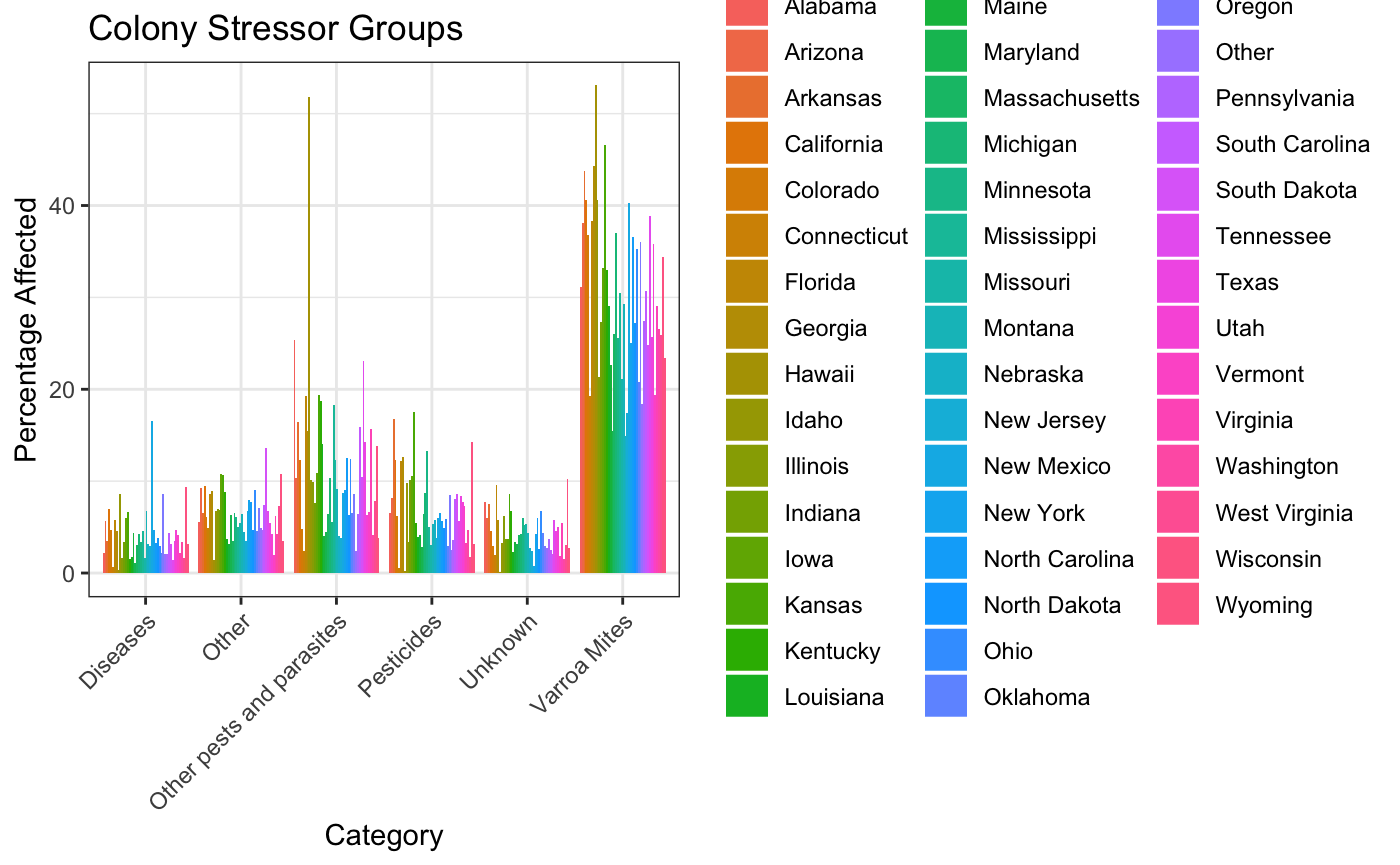 Colony Stressor Groups
Percentage Affected
40
20
0
Diseases
Other
Other pests and parasites
Pesticides
Unknown
Varroa Mites
Category
Alabama
Arizona
Arkansas
California
Colorado
Connecticut
Florida
Georgia
Hawaii
Idaho
Illinois
Indiana
Iowa
Kansas
Kentucky
Louisiana
Maine
Maryland
Massachusetts
Michigan
Minnesota
Mississippi
Missouri
Montana
Nebraska
New Jersey
New Mexico
New York
North Carolina
North Dakota
Ohio
Oklahoma
Oregon
Other
Pennsylvania
South Carolina
South Dakota
Tennessee
Texas
Utah
Vermont
Virginia
Washington
West Virginia
Wisconsin
Wyoming